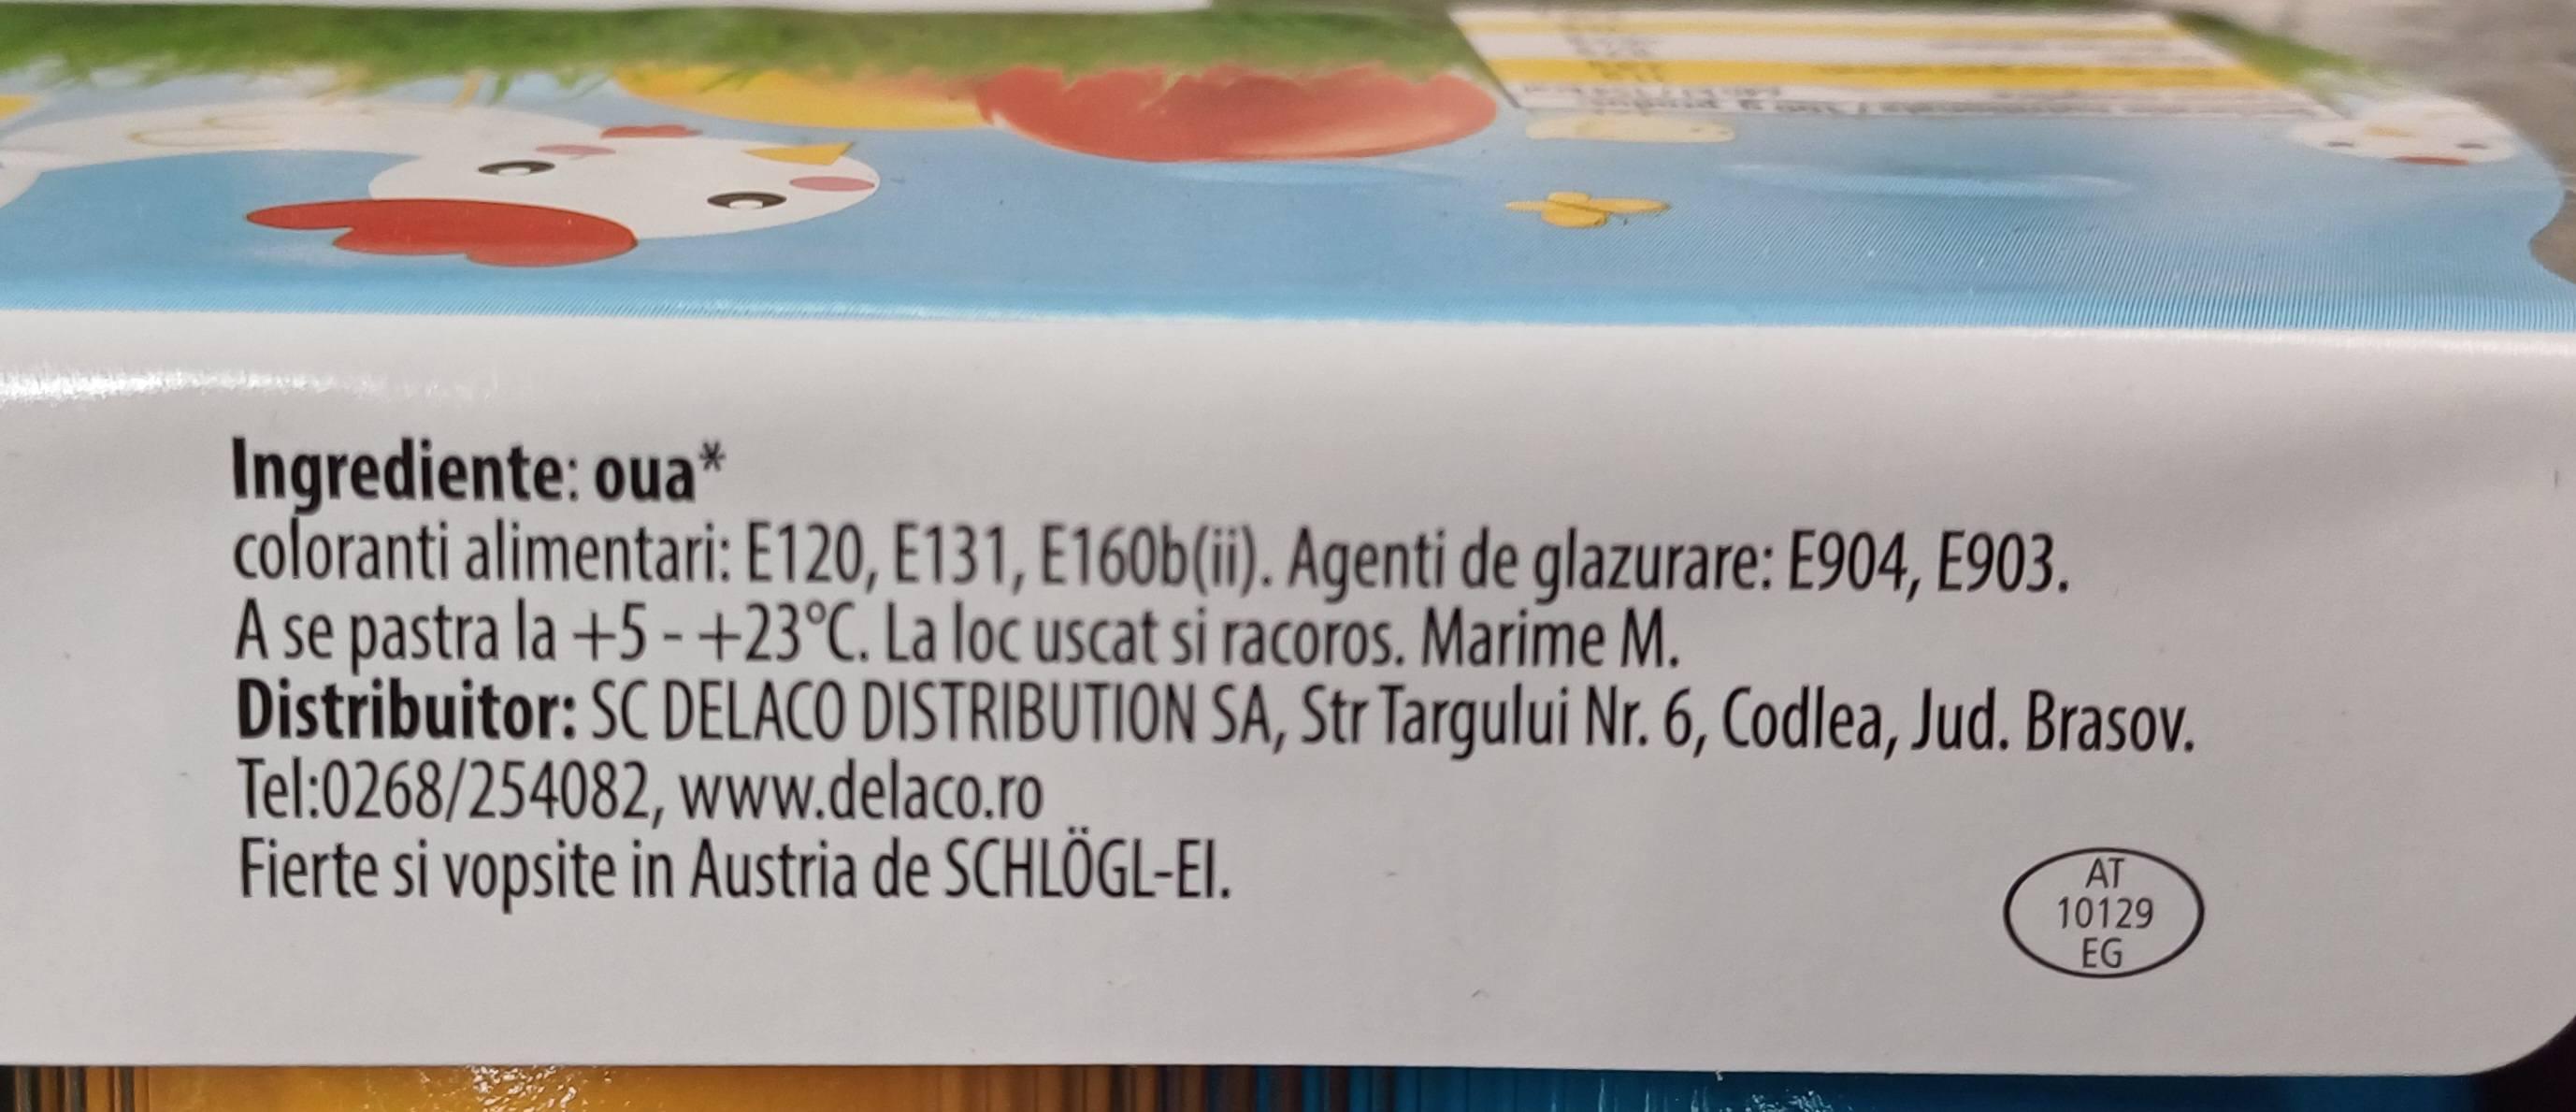 Ingrediente: oua*
coloranti alimentari: E120, E131, E160b(ii). Agenti de glazurare: E904, E903.
A se pastra la +5 - +23°C. La loc uscat si racoros. Marime M.
Distribuitor: SC DELACO DISTRIBUTION SA, Str Targului Nr. 6, Codlea, Jud. Brasov.
Tel:0268/254082, www.delaco.ro
Fierte si vopsite in Austria de SCHLÖGL-EI.
AT
10129
EG